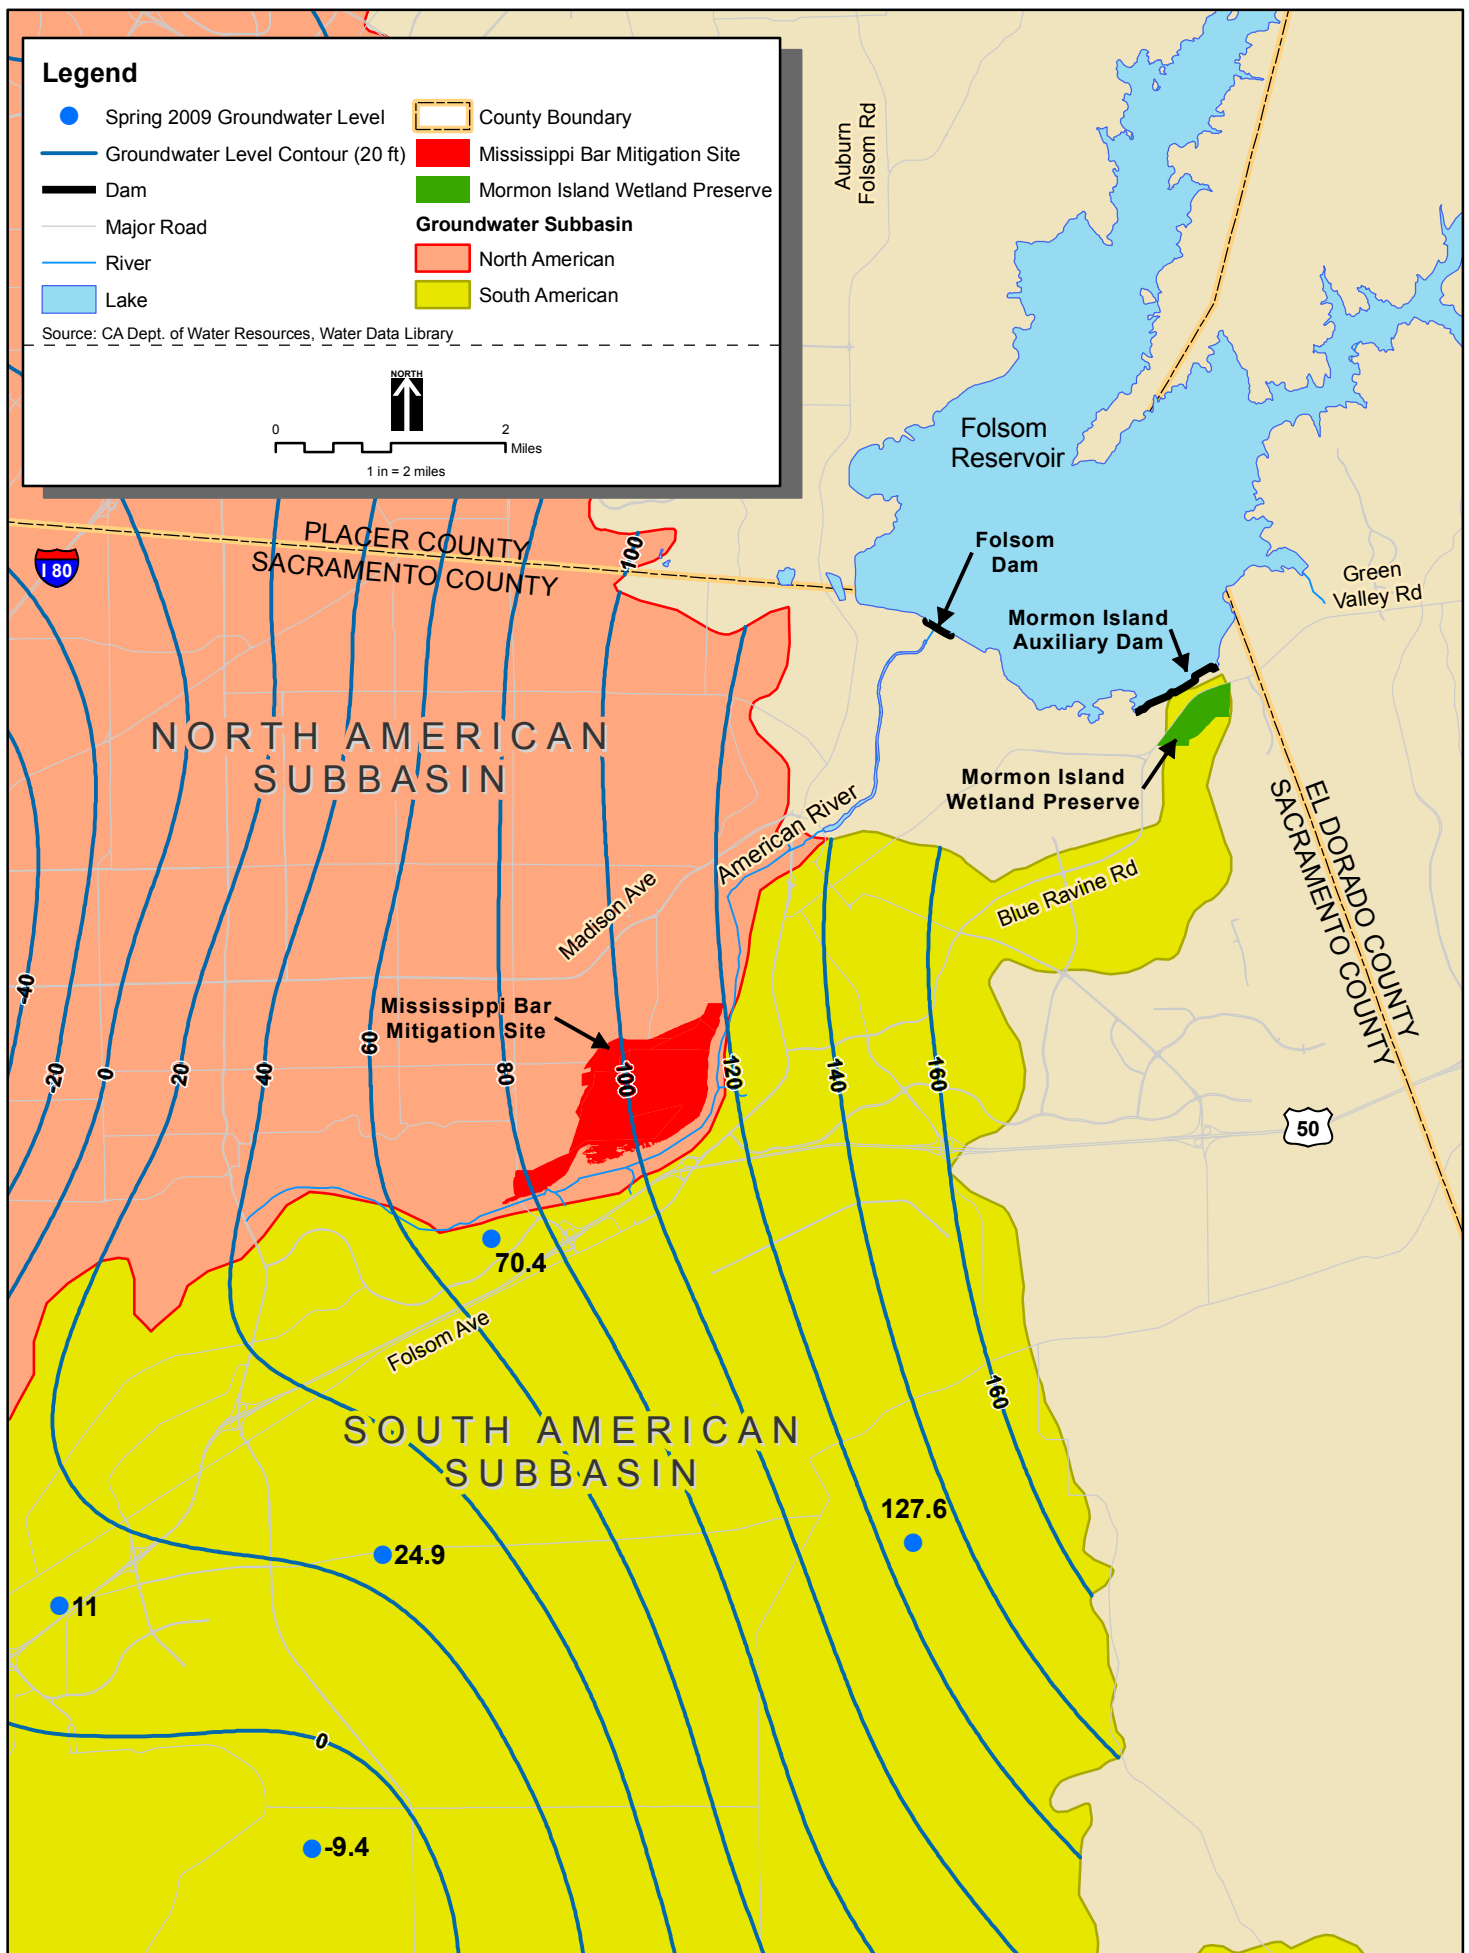 Legend
Spring 2009 Groundwater Level
Groundwater Level Contour (20 ft)
Dam
Major Road
River
Lake
County Boundary
Mississippi Bar Mitigation Site
Mormon Island Wetland Preserve
Groundwater Subbasin
North American
South American
Source: CA Dept. of Water Resources, Water Data Library
NORTH
0 2
Miles
1 in = 2 miles
Auburn
Folsom Rd
Folsom
Reservoir
I 80
PLACER COUNTY
SACRAMENTO COUNTY
100
Folsom
Dam
Green
Valley Rd
Mormon Island
Auxiliary Dam
NORTH AMERICAN
SUBBASIN
Mormon Island
Wetland Preserve
EL DORADO COUNTY
SACRAMENTO COUNTY
American River
Madison Ave
Blue Ravine Rd
-40
Mississippi Bar
Mitigation Site
-20
0
20
40
60
80
100
120
140
160
50
70.4
Folsom Ave
160
SOUTH AMERICAN
SUBBASIN
127.6
24.9
11
0
-9.4